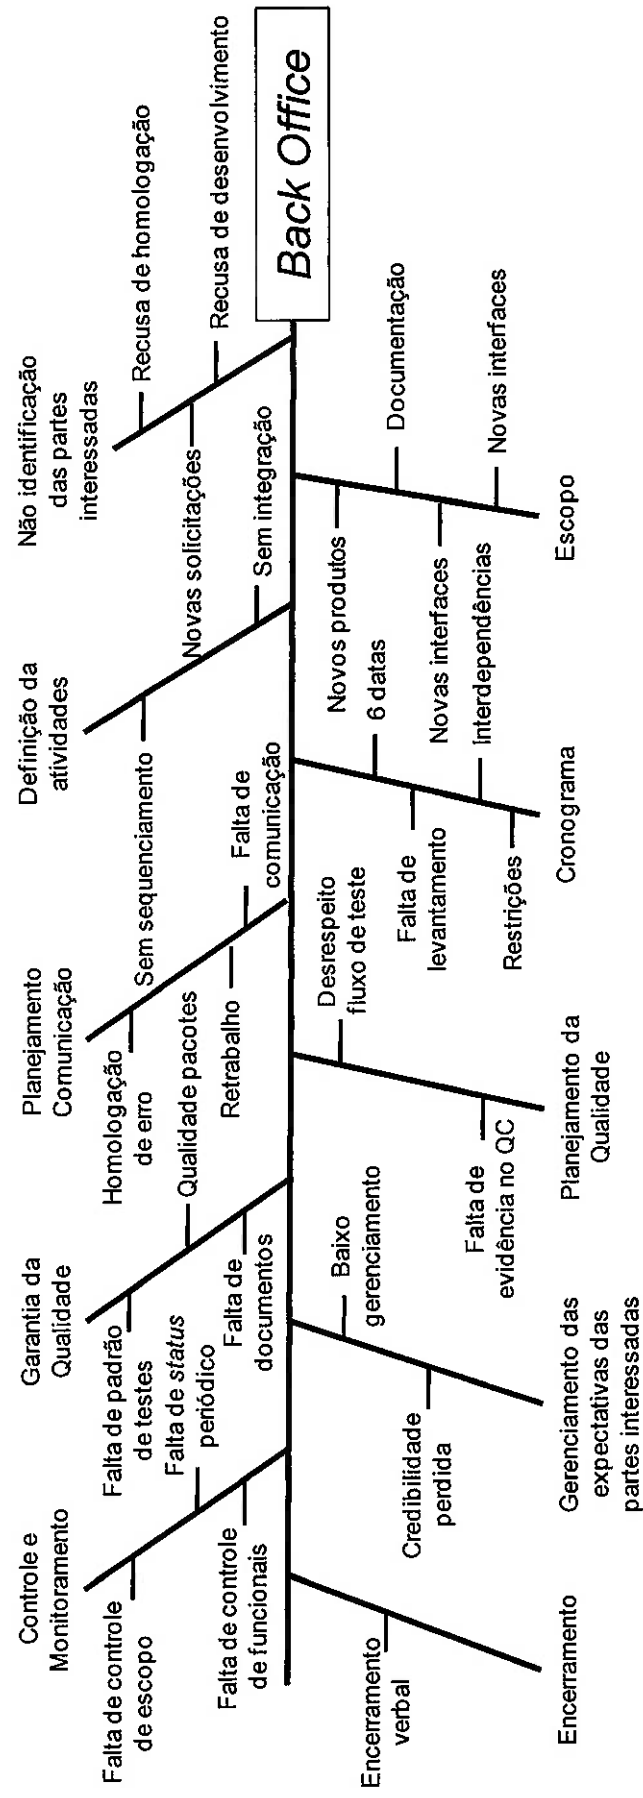 Controle e
Monitoramento
Falta de controle
de escopo
Falta de status
periódico
Falta de controle
de funcionais
Garantia da
Qualidade
Falta de padrão
de testes
Qualidade pacotes
Falta de
documentos
Planejamento
Comunicação
Homologação
de erro
Retrabalho
Falta de
comunicação
Definição da
atividades
Sem sequenciamento
Sem integração
Não identificação
das partes
interessadas
Recusa de homologação
Novas solicitações
Recusa de desenvolvimento
Back Office
Encerramento
verbal
Encerramento
Baixo
gerenciamento
Credibilidade
perdida
Gerenciamento das
expectativas das
partes interessadas
Desrespeito
fluxo de teste
Falta de
evidência no QC
Planejamento da
Qualidade
6 datas
Falta de
levantamento
Interdependências
Restrições
Cronograma
Novos produtos
Documentação
Novas interfaces
Novas interfaces
Escopo